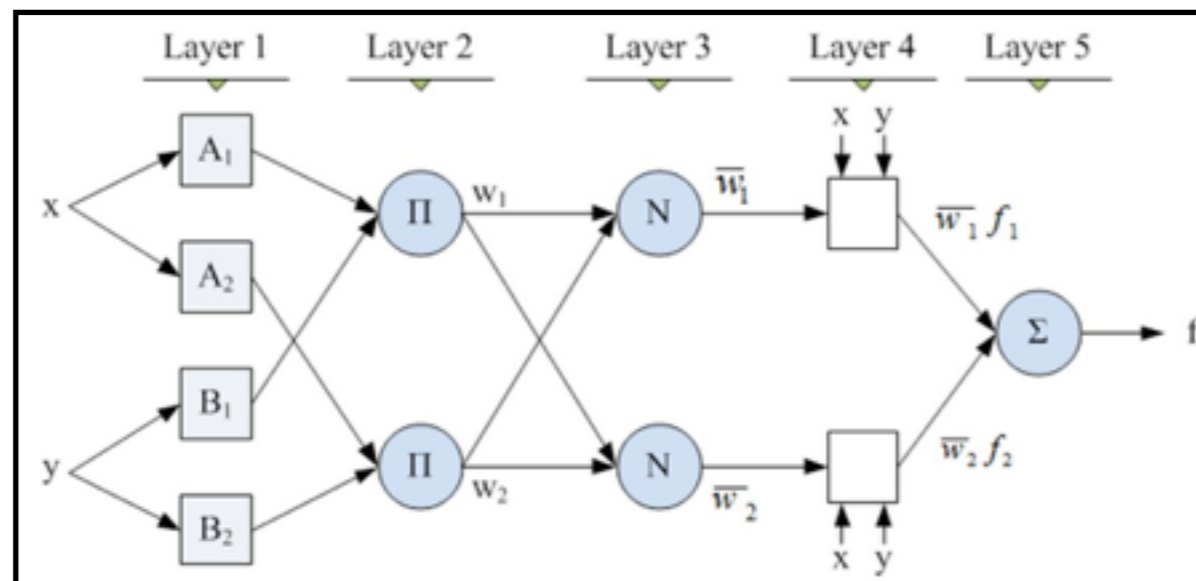 Layer 1 Layer 2 Layer 3 Layer 4 Layer 5
x y
A₁
x Π w₁ N w̅₁ w̅₁ f₁
A₂
Σ f
B₁
y Π w₂ N w̅₂ w̅₂ f₂
B₂
x y